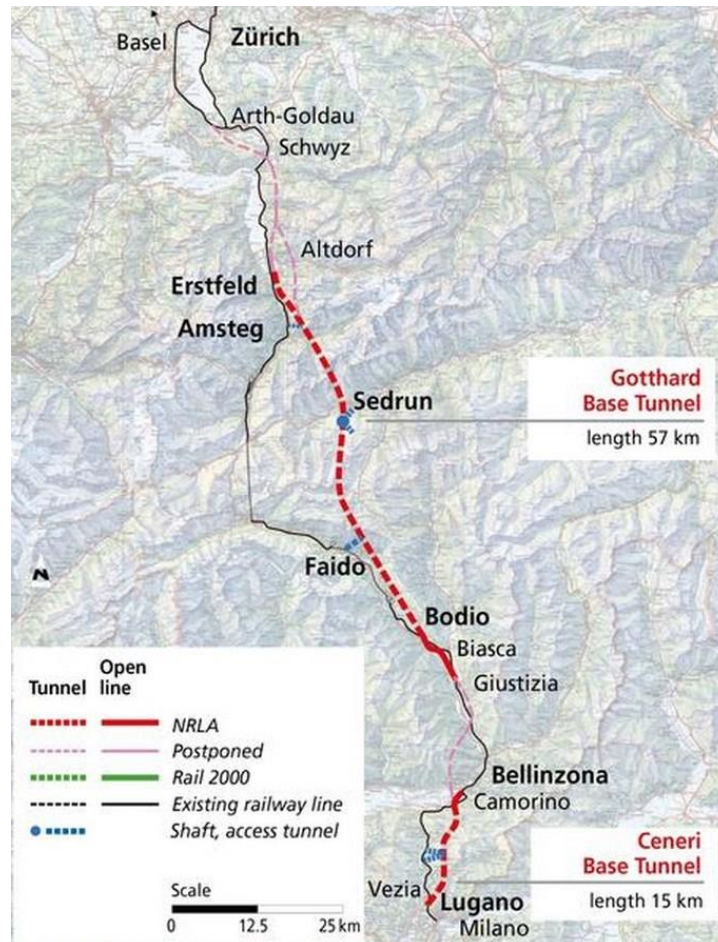 Basel
Zürich
Arth-Goldau
Schwyz
Altdorf
Erstfeld
Amsteg
Gotthard
Base Tunnel
length 57 km
Sedrun
Faido
N
Bodio
Biasca
Giustizia
Tunnel Open line
NRLA
Postponed
Rail 2000
Existing railway line
Shaft, access tunnel
Bellinzona
Camorino
Ceneri
Base Tunnel
length 15 km
Scale
0 12.5 25 km
Vezia
Lugano
Milano